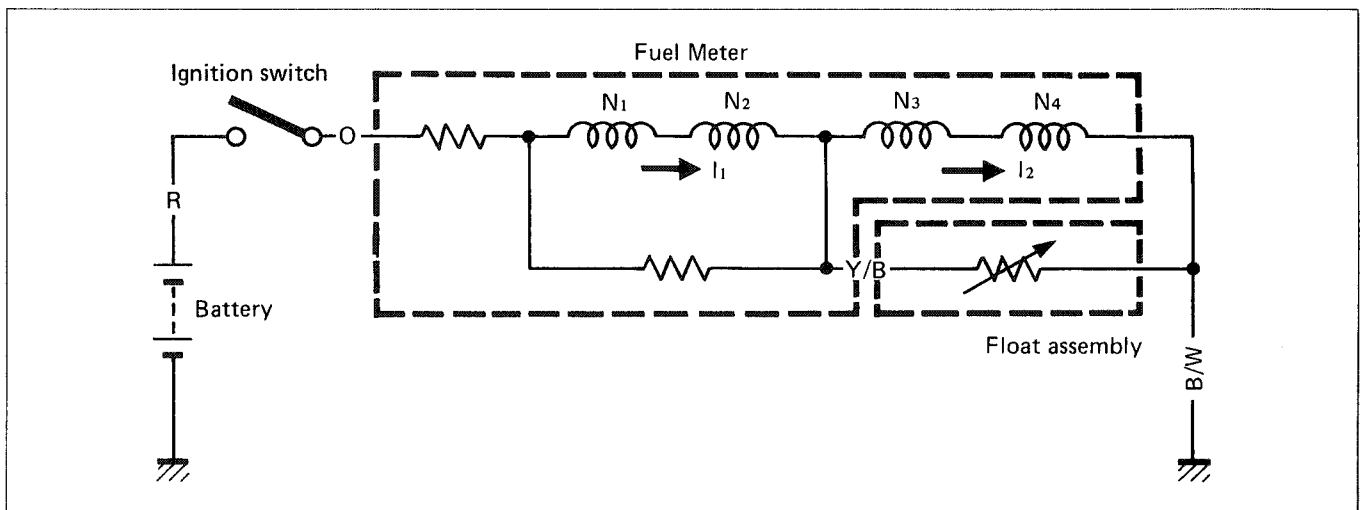 Fuel Meter
Ignition switch
N1 N2 N3 N4
O
I1 I2
R
Y/B
Battery
Float assembly
B/W